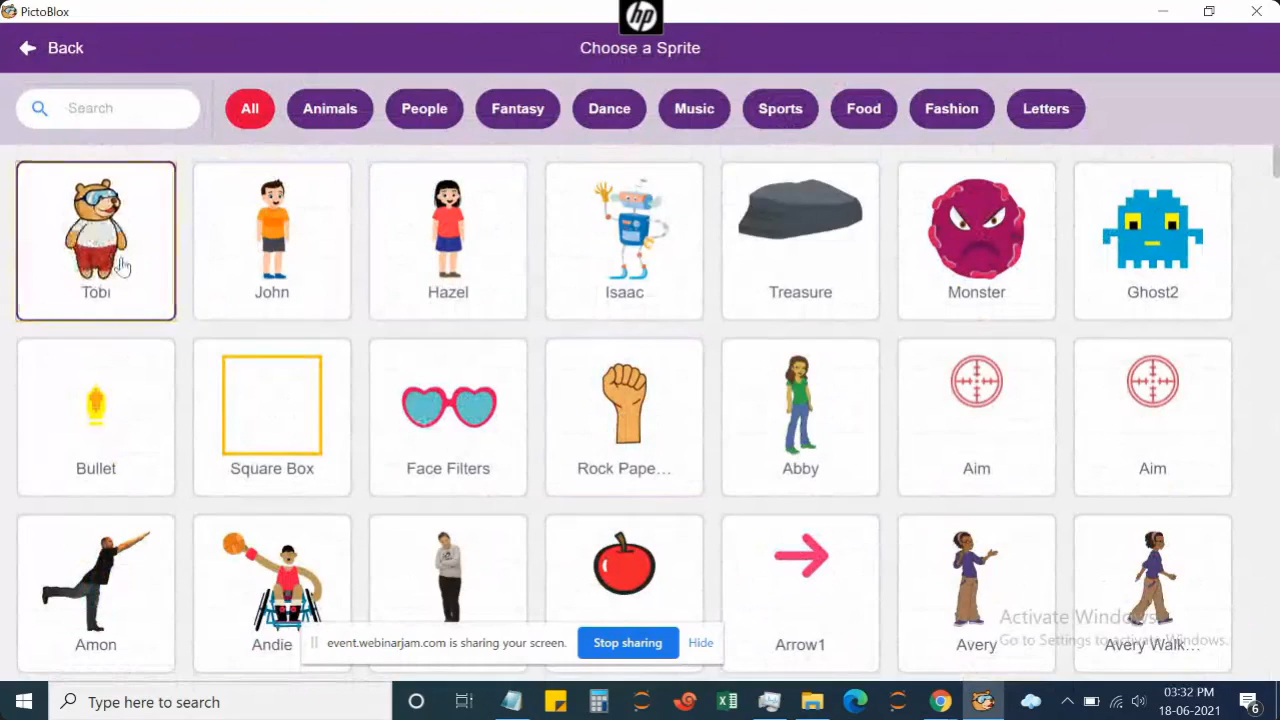 PictoBlox
hp
Back
Choose a Sprite
Search
All
Animals
People
Fantasy
Dance
Music
Sports
Food
Fashion
Letters
Tobi
John
Hazel
Isaac
Treasure
Monster
Ghost2
Bullet
Square Box
Face Filters
Rock Pape...
Abby
Aim
Aim
Amon
Andie
Arrow1
Avery
Avery Walk...
Activate Windows
Go to Settings to activate Windows.
event.webinarjam.com is sharing your screen.
Stop sharing
Hide
Type here to search
03:32 PM
18-06-2021
6